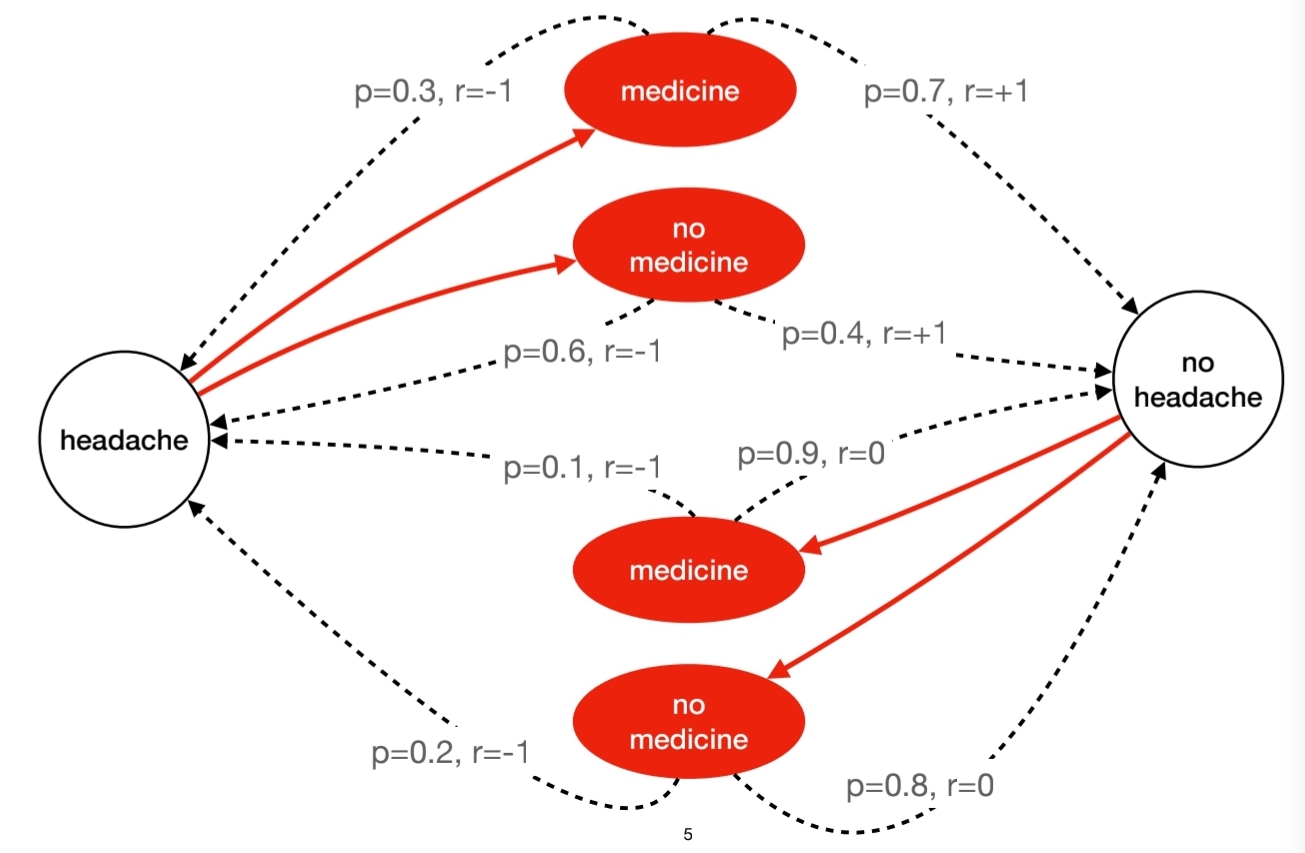 p=0.3, r=-1
medicine
p=0.7, r=+1
no
medicine
p=0.6, r=-1
p=0.4, r=+1
headache
no
headache
p=0.1, r=-1
p=0.9, r=0
medicine
no
medicine
p=0.2, r=-1
p=0.8, r=0
5